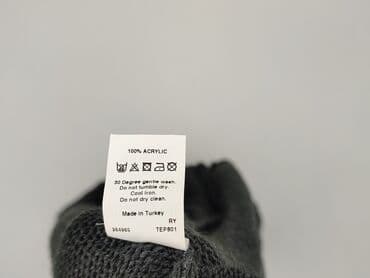 100% ACRYLIC
30 Degree gentle wash.
Do not tumble dry.
Cool iron.
Do not dry clean.
Made in Turkey
RY
TEP801